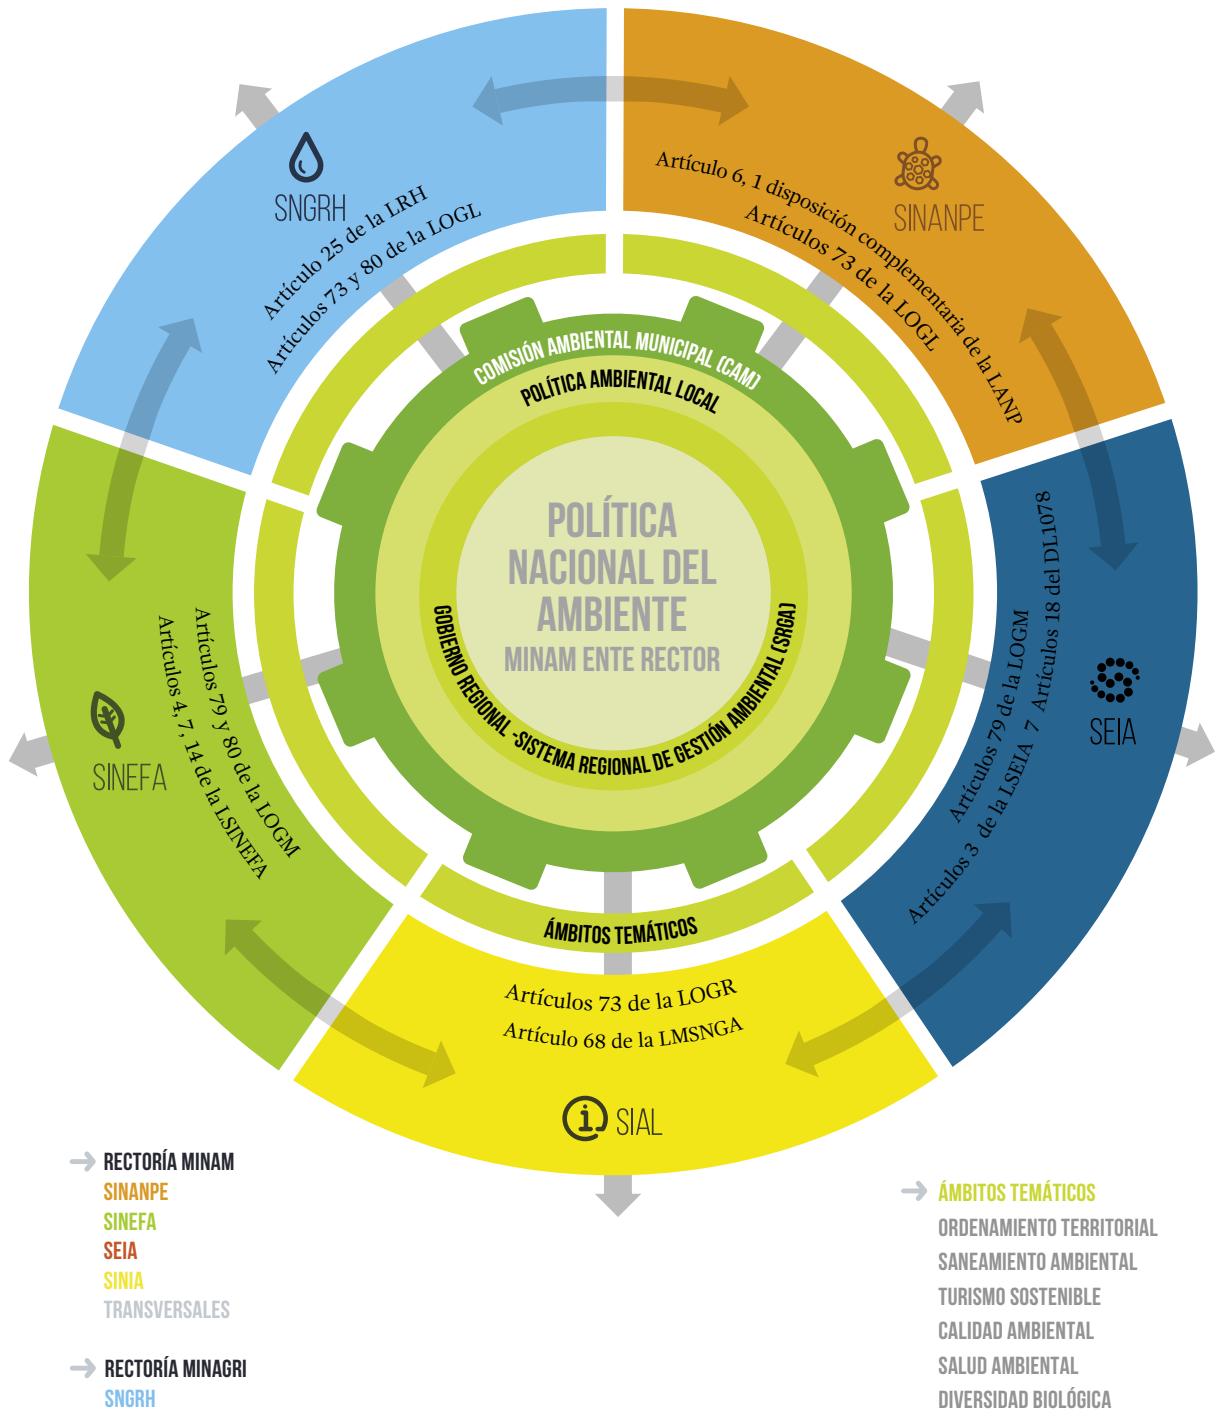 SNGRH
Artículo 25 de la LRH
Artículos 73 y 80 de la LOGL
SINANPE
Artículo 6, 1 disposición complementaria de la LANP
Artículos 73 de la LOGL
COMISIÓN AMBIENTAL MUNICIPAL (CAM)
POLÍTICA AMBIENTAL LOCAL
POLÍTICA
NACIONAL DEL
AMBIENTE
MINAM ENTE RECTOR
GOBIERNO REGIONAL -SISTEMA REGIONAL DE GESTIÓN AMBIENTAL (SRGA)
SEIA
Artículos 79 de la LOGM
Artículos 3 de la LSEIA 7 Artículos 18 del DL1078
SINEFA
Artículos 79 y 80 de la LOGM
Artículos 4, 7, 14 de la LSINEFA
ÁMBITOS TEMÁTICOS
Artículos 73 de la LOGR
Artículo 68 de la LMSNGA
i SIAL
RECTORÍA MINAM
SINANPE
SINEFA
SEIA
SINIA
TRANSVERSALES
RECTORÍA MINAGRI
SNGRH
ÁMBITOS TEMÁTICOS
ORDENAMIENTO TERRITORIAL
SANEAMIENTO AMBIENTAL
TURISMO SOSTENIBLE
CALIDAD AMBIENTAL
SALUD AMBIENTAL
DIVERSIDAD BIOLÓGICA